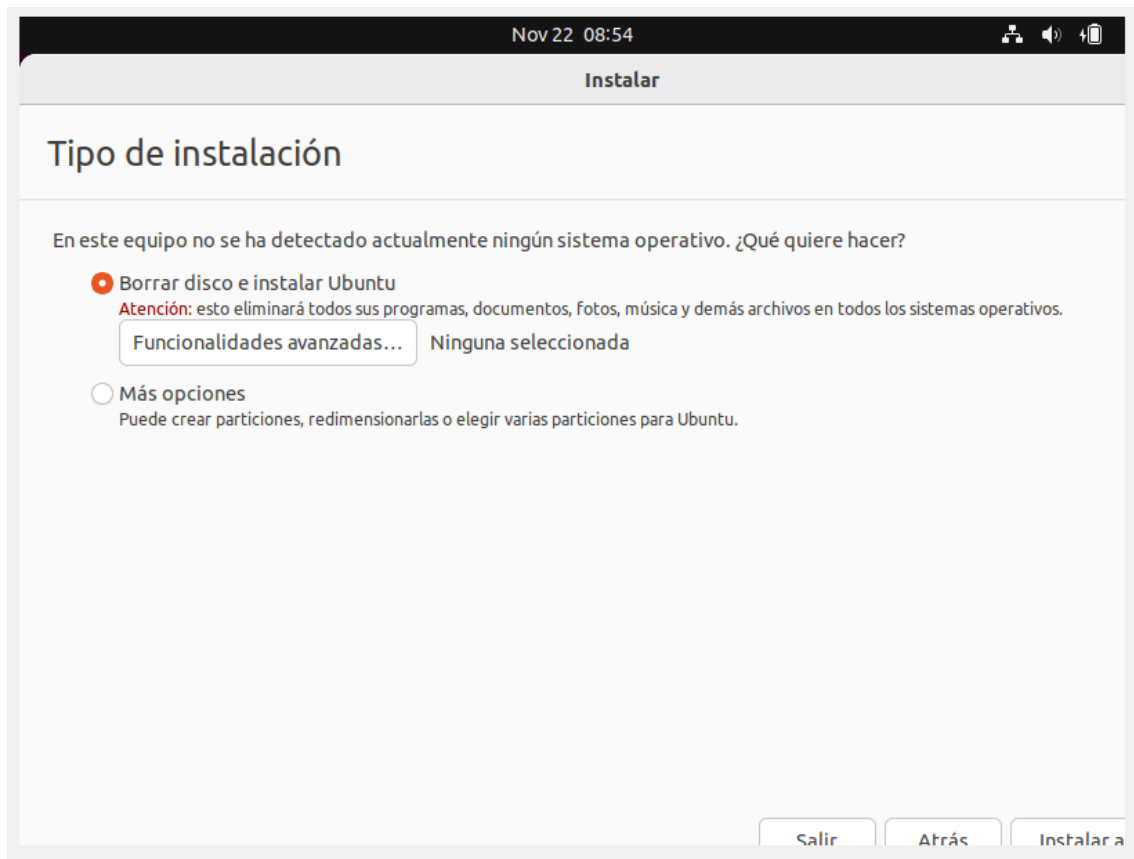 Nov 22 08:54
Instalar
Tipo de instalación
En este equipo no se ha detectado actualmente ningún sistema operativo. ¿Qué quiere hacer?
Borrar disco e instalar Ubuntu
Atención: esto eliminará todos sus programas, documentos, fotos, música y demás archivos en todos los sistemas operativos.
Funcionalidades avanzadas... Ninguna seleccionada
Más opciones
Puede crear particiones, redimensionarlas o elegir varias particiones para Ubuntu.
Salir Atrás Instalar a